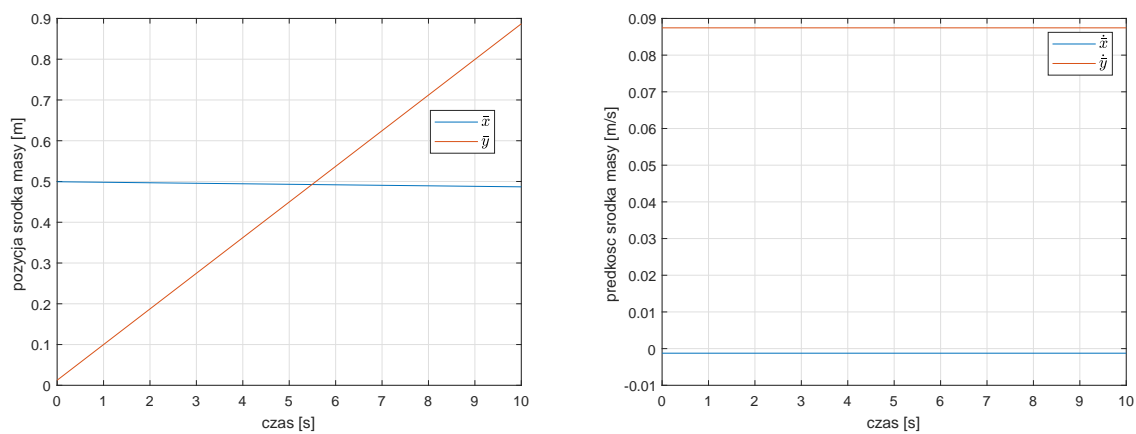 0.9
0.8
0.7
0.6
0.5
0.4
0.3
0.2
0.1
0
pozycja srodka masy [m]
x̄
ȳ
0 1 2 3 4 5 6 7 8 9 10
czas [s]
0.09
0.08
0.07
0.06
0.05
0.04
0.03
0.02
0.01
0
-0.01
predkosc srodka masy [m/s]
ẋ̄
ẏ̄
0 1 2 3 4 5 6 7 8 9 10
czas [s]